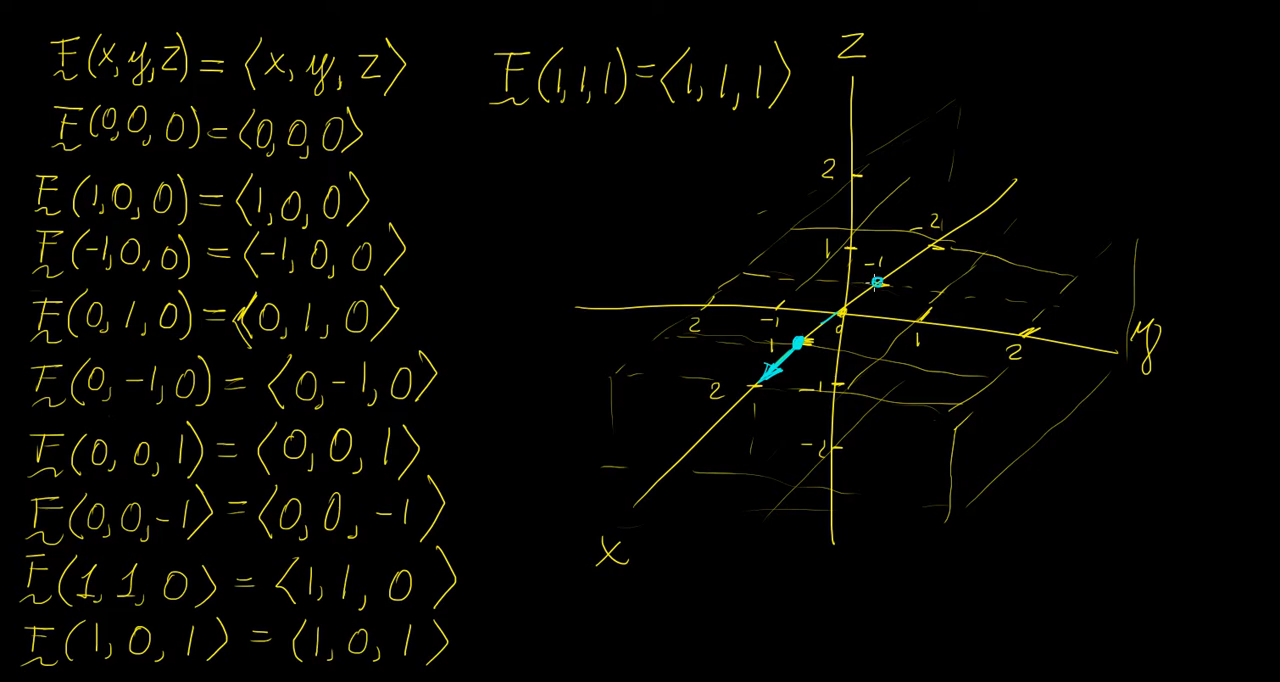 F(x,y,z) = ⟨x, y, z⟩
F(0,0,0) = ⟨0,0,0⟩
F(1,0,0) = ⟨1,0,0⟩
F(-1,0,0) = ⟨-1,0,0⟩
F(0,1,0) = ⟨0,1,0⟩
F(0,-1,0) = ⟨0,-1,0⟩
F(0,0,1) = ⟨0,0,1⟩
F(0,0,-1⟩ = ⟨0,0,-1⟩
F(1,1,0⟩ = ⟨1,1,0⟩
F(1,0,1⟩ = ⟨1,0,1⟩
F(1,1,1) = ⟨1,1,1⟩
z
2
-2
1
-1
2
-1
0
1
2
y
1
2
-1
-2
x